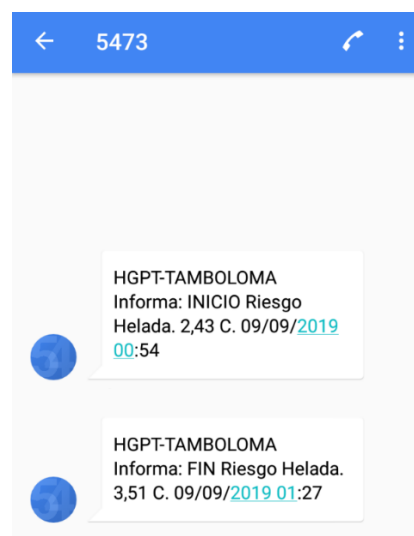 5473
HGPT-TAMBOLOMA
Informa: INICIO Riesgo
Helada. 2,43 C. 09/09/2019
00:54
HGPT-TAMBOLOMA
Informa: FIN Riesgo Helada.
3,51 C. 09/09/2019 01:27